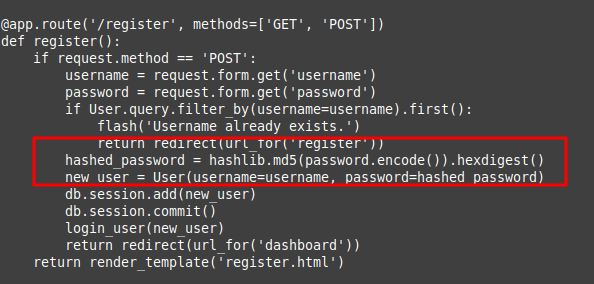 @app.route('/register', methods=['GET', 'POST'])
def register():
    if request.method == 'POST':
        username = request.form.get('username')
        password = request.form.get('password')
        if User.query.filter_by(username=username).first():
            flash('Username already exists.')
            return redirect(url_for('register'))
        hashed_password = hashlib.md5(password.encode()).hexdigest()
        new_user = User(username=username, password=hashed_password)
        db.session.add(new_user)
        db.session.commit()
        login_user(new_user)
        return redirect(url_for('dashboard'))
    return render_template('register.html')